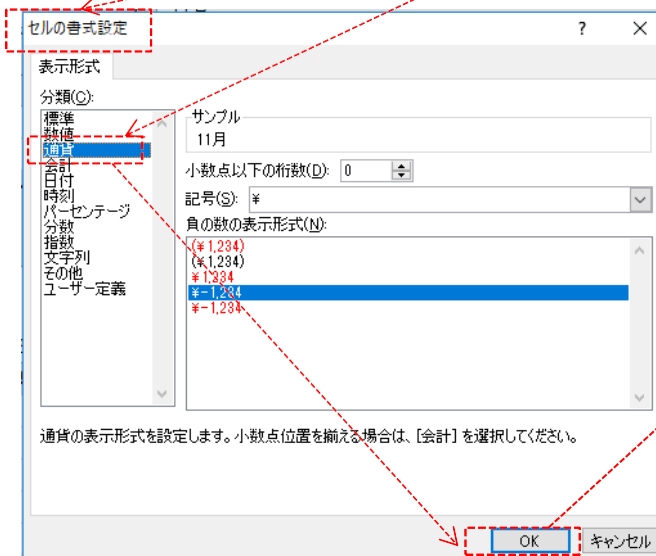 セルの書式設定
? ×
表示形式
分類(C):
標準
数値
通貨
会計
日付
時刻
パーセンテージ
分数
指数
文字列
その他
ユーザー定義
サンプル
11月
小数点以下の桁数(D): 0
記号(S): ¥
負の数の表示形式(N):
(¥1,234)
(¥1,234)
¥1,234
¥-1,234
¥-1,234
通貨の表示形式を設定します。小数点位置を揃える場合は、[会計] を選択してください。
OK キャンセル